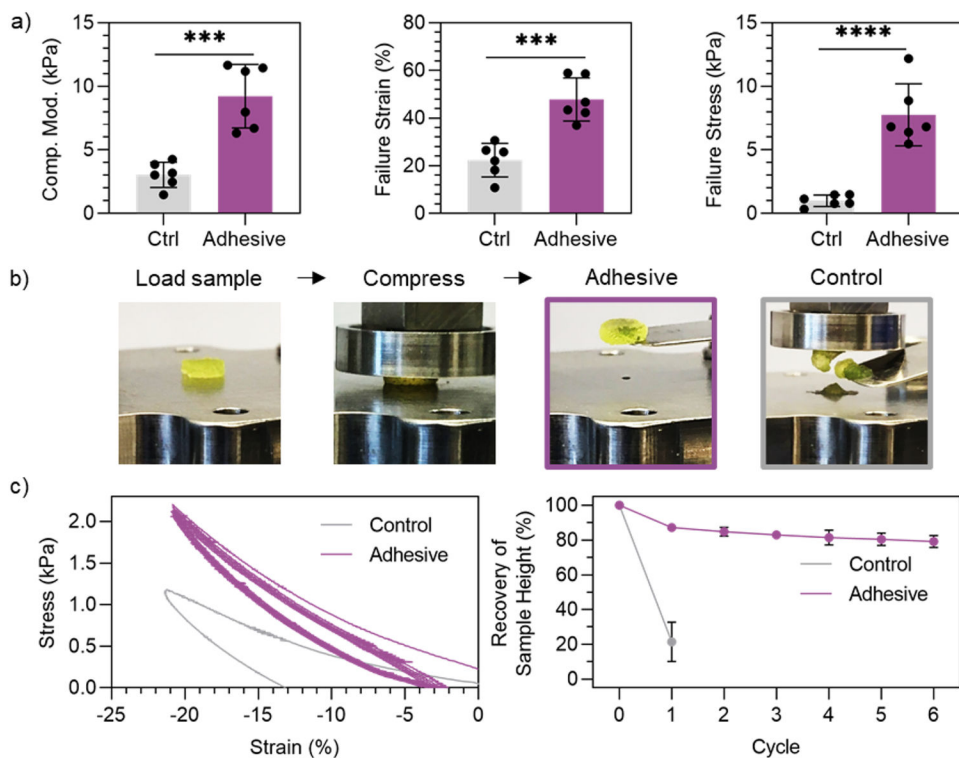 a)
Comp. Mod. (kPa)
15
10
5
0
***
Ctrl
Adhesive
Failure Strain (%)
80
60
40
20
0
***
Ctrl
Adhesive
Failure Stress (kPa)
15
10
5
0
****
Ctrl
Adhesive
b)
Load sample → Compress → Adhesive Control
c)
Stress (kPa)
2.0
1.5
1.0
0.5
0.0
Control
Adhesive
-25 -20 -15 -10 -5 0
Strain (%)
Recovery of
Sample Height (%)
100
80
60
40
20
0
Control
Adhesive
0 1 2 3 4 5 6
Cycle